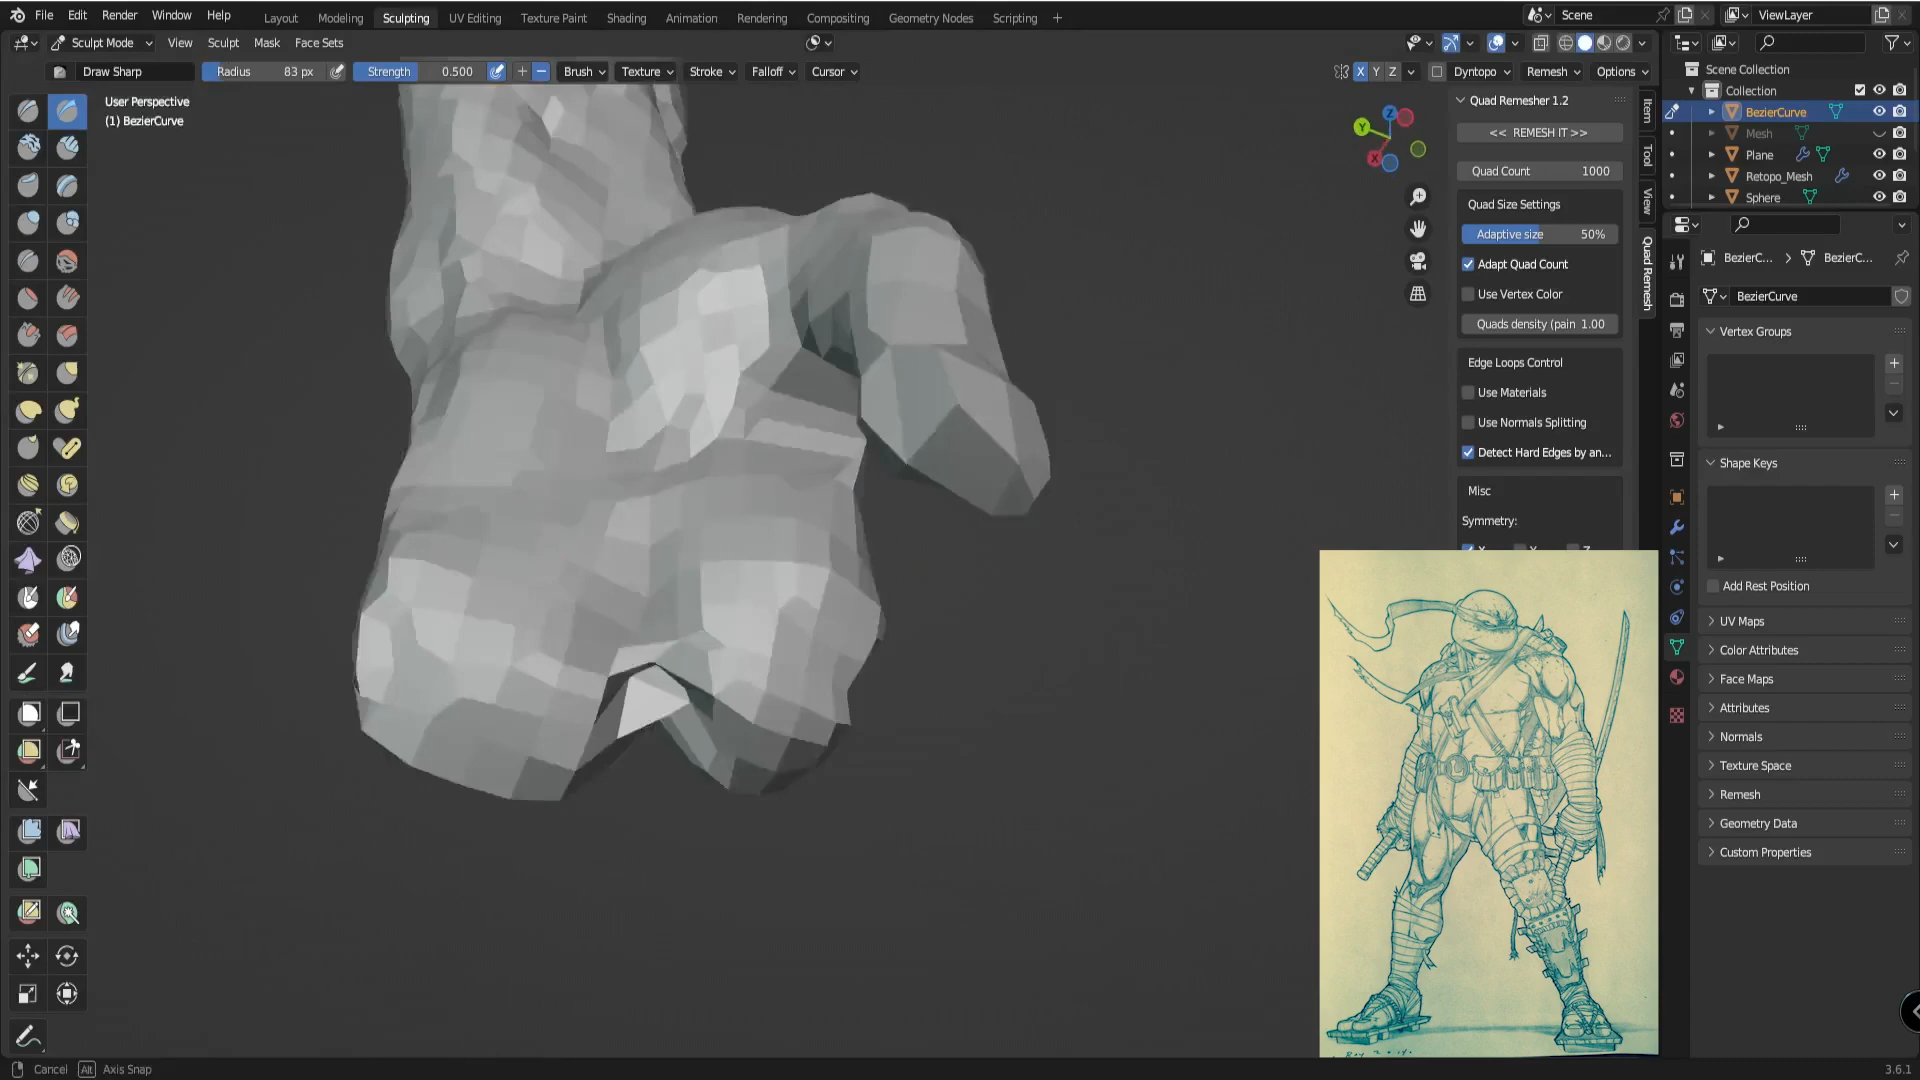 File Edit Render Window Help Layout Modeling Sculpting UV Editing Texture Paint Shading Animation Rendering Compositing Geometry Nodes Scripting + Scene ViewLayer
Sculpt Mode View Sculpt Mask Face Sets
Draw Sharp Radius 83 px Strength 0.500 Brush Texture Stroke Falloff Cursor X Y Z Dyntopo Remesh Options
User Perspective
(1) BezierCurve
Z
Y
X
Quad Remesher 1.2
<< REMESH IT >>
Quad Count 1000
Quad Size Settings
Adaptive size 50%
Adapt Quad Count
Use Vertex Color
Quads density (pain 1.00
Edge Loops Control
Use Materials
Use Normals Splitting
Detect Hard Edges by an...
Misc
Symmetry:
X Y Z
Item
Tool
View
Quad Remesh
Scene Collection
Collection
BezierCurve
Mesh
Plane
Retopo_Mesh
Sphere
BezierC... BezierC...
BezierCurve
Vertex Groups
Shape Keys
Add Rest Position
UV Maps
Color Attributes
Face Maps
Attributes
Normals
Texture Space
Remesh
Geometry Data
Custom Properties
Cancel Alt Axis Snap
3.6.1